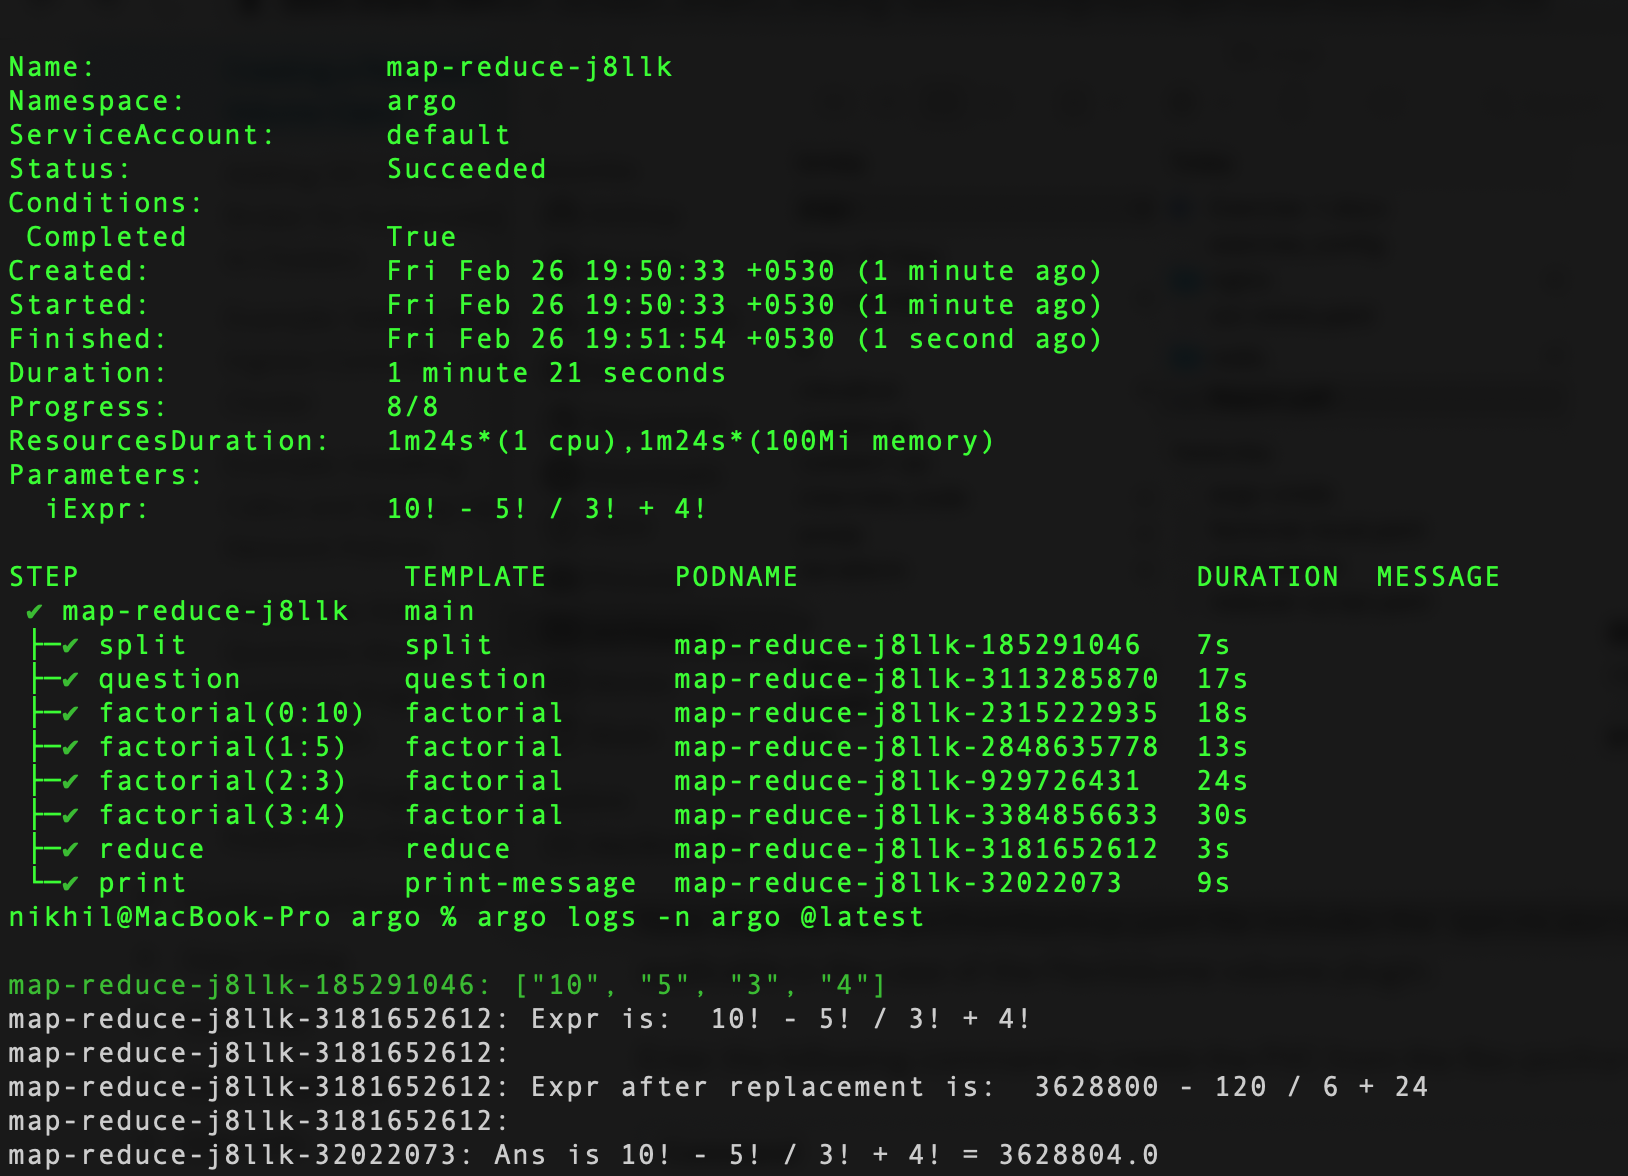 Name:                map-reduce-j8llk
Namespace:           argo
ServiceAccount:      default
Status:              Succeeded
Conditions:
 Completed           True
Created:             Fri Feb 26 19:50:33 +0530 (1 minute ago)
Started:             Fri Feb 26 19:50:33 +0530 (1 minute ago)
Finished:            Fri Feb 26 19:51:54 +0530 (1 second ago)
Duration:            1 minute 21 seconds
Progress:            8/8
ResourcesDuration:   1m24s*(1 cpu),1m24s*(100Mi memory)
Parameters:
  iExpr:             10! - 5! / 3! + 4!
STEP                  TEMPLATE       PODNAME                      DURATION  MESSAGE
 ✔ map-reduce-j8llk   main
 ├─✔ split            split          map-reduce-j8llk-185291046   7s
 ├─✔ question         question       map-reduce-j8llk-3113285870  17s
 ├─✔ factorial(0:10)  factorial      map-reduce-j8llk-2315222935  18s
 ├─✔ factorial(1:5)   factorial      map-reduce-j8llk-2848635778  13s
 ├─✔ factorial(2:3)   factorial      map-reduce-j8llk-929726431   24s
 ├─✔ factorial(3:4)   factorial      map-reduce-j8llk-3384856633  30s
 ├─✔ reduce           reduce         map-reduce-j8llk-3181652612  3s
 └─✔ print            print-message  map-reduce-j8llk-32022073    9s
nikhil@MacBook-Pro argo % argo logs -n argo @latest
map-reduce-j8llk-185291046: ["10", "5", "3", "4"]
map-reduce-j8llk-3181652612: Expr is:  10! - 5! / 3! + 4!
map-reduce-j8llk-3181652612:
map-reduce-j8llk-3181652612: Expr after replacement is:  3628800 - 120 / 6 + 24
map-reduce-j8llk-3181652612:
map-reduce-j8llk-32022073: Ans is 10! - 5! / 3! + 4! = 3628804.0